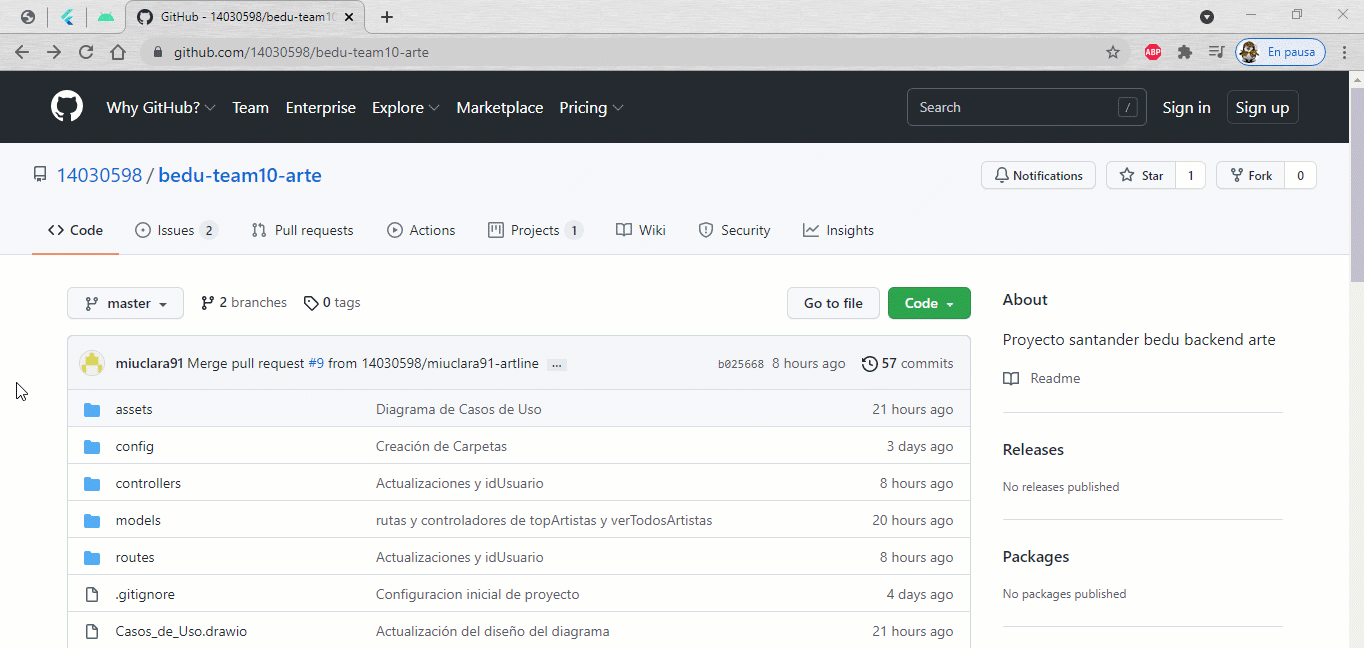 GitHub - 14030598/bedu-team1
github.com/14030598/bedu-team10-arte
ABP
En pausa
Why GitHub? Team Enterprise Explore Marketplace Pricing
Search /
Sign in
Sign up
14030598 / bedu-team10-arte
Notifications
Star 1
Fork 0
Code
Issues 2
Pull requests
Actions
Projects 1
Wiki
Security
Insights
master
2 branches
0 tags
Go to file
Code
miuclara91 Merge pull request #9 from 14030598/miuclara91-artline ... b025668 8 hours ago 57 commits
assets Diagrama de Casos de Uso 21 hours ago
config Creación de Carpetas 3 days ago
controllers Actualizaciones y idUsuario 8 hours ago
models rutas y controladores de topArtistas y verTodosArtistas 20 hours ago
routes Actualizaciones y idUsuario 8 hours ago
.gitignore Configuracion inicial de proyecto 4 days ago
Casos_de_Uso.drawio Actualización del diseño del diagrama 21 hours ago
About
Proyecto santander bedu backend arte
Readme
Releases
No releases published
Packages
No packages published